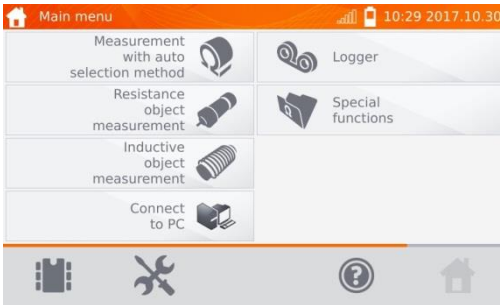 Main menu
10:29 2017.10.30
Measurement
with auto
selection method
Logger
Resistance
object
measurement
Special
functions
Inductive
object
measurement
Connect
to PC
?